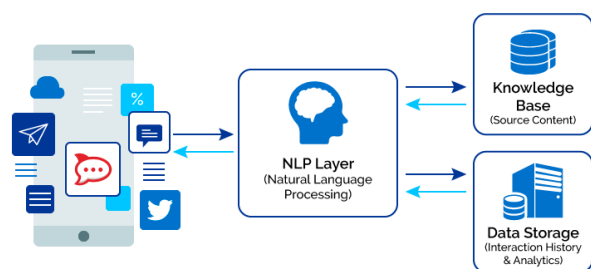 %
NLP Layer
(Natural Language
Processing)
Knowledge
Base
(Source Content)
Data Storage
(Interaction History
& Analytics)